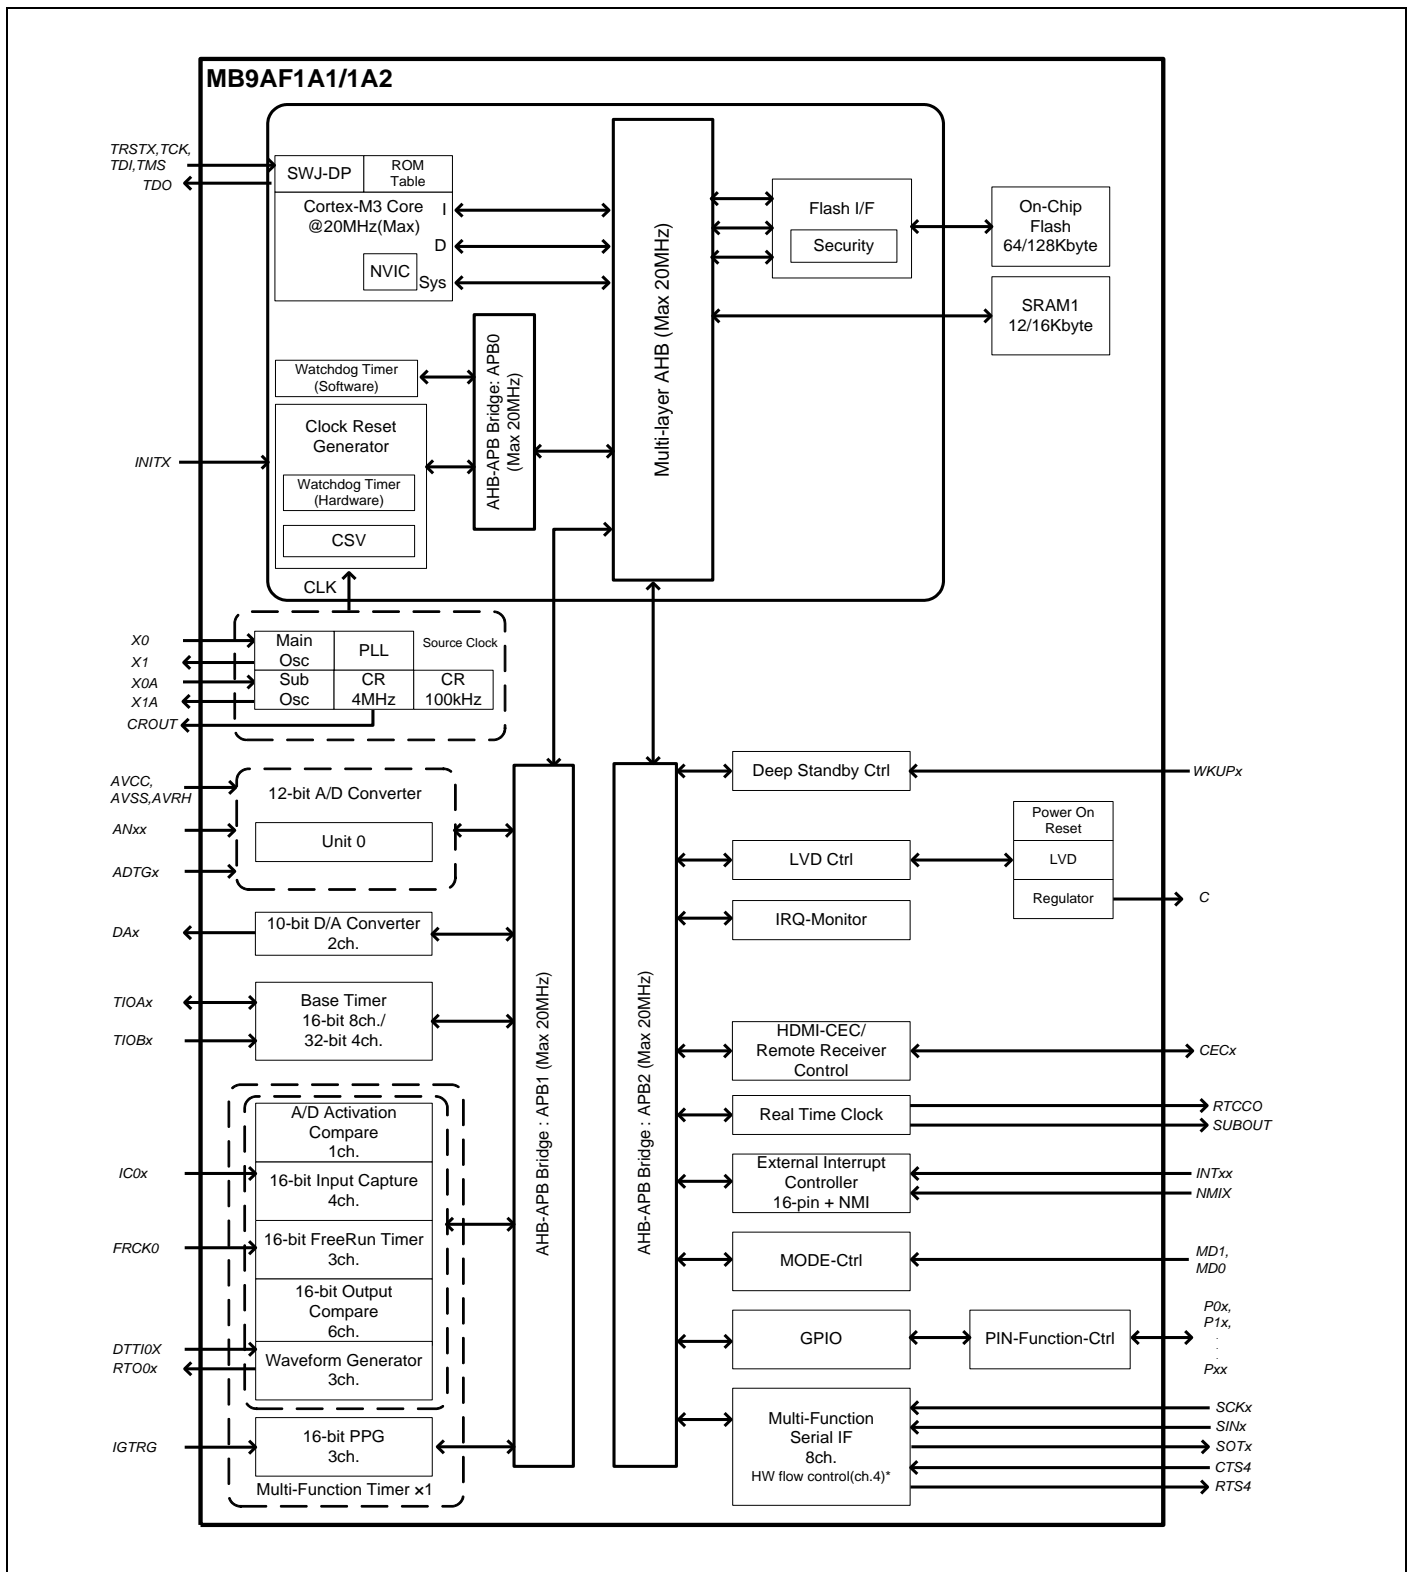 MB9AF1A1/1A2
TRSTX,TCK,
TDI,TMS
TDO
SWJ-DP
ROM
Table
Cortex-M3 Core
@20MHz(Max)
I
D
NVIC
Sys
Multi-layer AHB (Max 20MHz)
Flash I/F
Security
On-Chip
Flash
64/128Kbyte
SRAM1
12/16Kbyte
Watchdog Timer
(Software)
AHB-APB Bridge: APB0
(Max 20MHz)
Clock Reset
Generator
INITX
Watchdog Timer
(Hardware)
CSV
CLK
X0
X1
X0A
X1A
CROUT
Main
Osc
PLL
Source Clock
Sub
Osc
CR
4MHz
CR
100kHz
AVCC,
AVSS,AVRH
ANxx
ADTGx
12-bit A/D Converter
Unit 0
DAx
10-bit D/A Converter
2ch.
TIOAx
TIOBx
Base Timer
16-bit 8ch./
32-bit 4ch.
A/D Activation
Compare
1ch.
IC0x
16-bit Input Capture
4ch.
FRCK0
16-bit FreeRun Timer
3ch.
16-bit Output
Compare
6ch.
DTTI0X
RTO0x
Waveform Generator
3ch.
IGTRG
16-bit PPG
3ch.
Multi-Function Timer ×1
AHB-APB Bridge : APB1 (Max 20MHz)
AHB-APB Bridge : APB2 (Max 20MHz)
Deep Standby Ctrl
WKUPx
LVD Ctrl
Power On
Reset
LVD
Regulator
C
IRQ-Monitor
HDMI-CEC/
Remote Receiver
Control
CECx
Real Time Clock
RTCCO
SUBOUT
External Interrupt
Controller
16-pin + NMI
INTxx
NMIX
MODE-Ctrl
MD1,
MD0
GPIO
PIN-Function-Ctrl
P0x,
P1x,
.
.
.
Pxx
Multi-Function
Serial IF
8ch.
HW flow control(ch.4)*
SCKx
SINx
SOTx
CTS4
RTS4